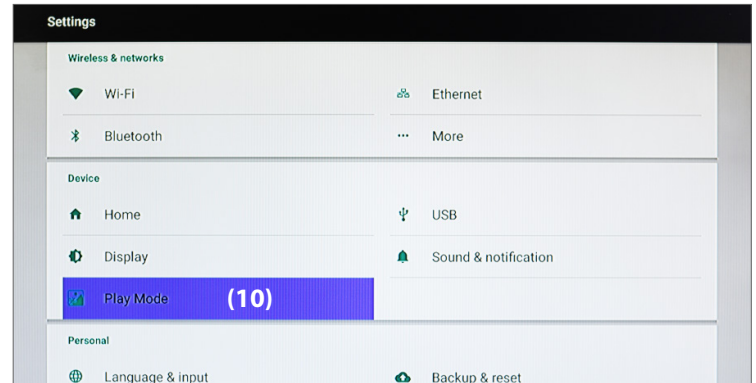 Settings
Wireless & networks
Wi-Fi
Ethernet
Bluetooth
More
Device
Home
USB
Display
Sound & notification
Play Mode (10)
Personal
Language & input
Backup & reset